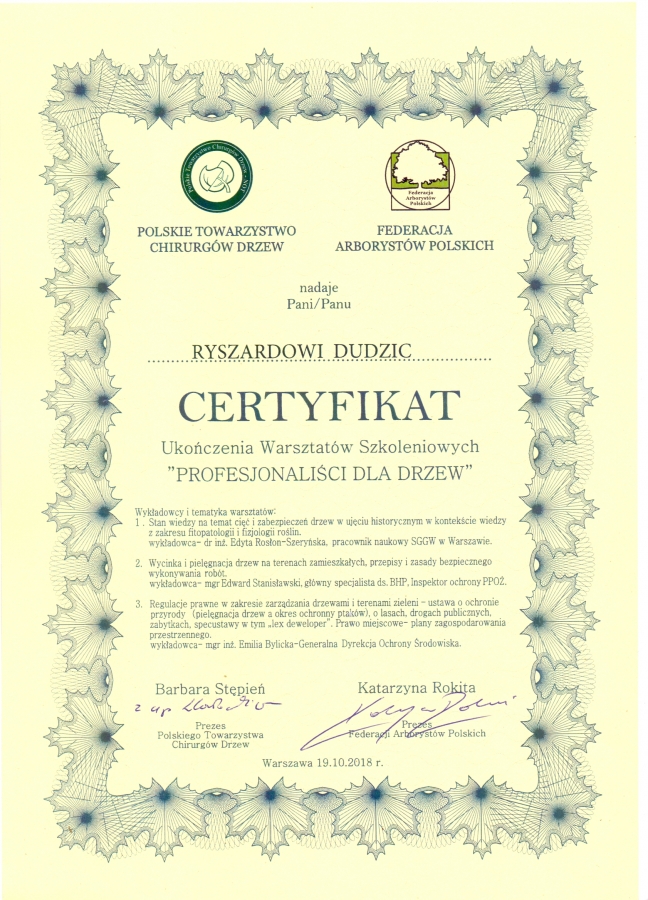 Polskie Towarzystwo Chirurgów Drzew
Federacja
Arborystów
Polskich
POLSKIE TOWARZYSTWO
CHIRURGÓW DRZEW
FEDERACJA
ARBORYSTÓW POLSKICH
nadaje
Pani/Panu
RYSZARDOWI DUDZIC
CERTYFIKAT
Ukończenia Warsztatów Szkoleniowych
"PROFESJONALIŚCI DLA DRZEW"
Wykładowcy i tematyka warsztatów:
1. Stan wiedzy na temat cięć i zabezpieczeń drzew w ujęciu historycznym w kontekście wiedzy
z zakresu fitopatologii i fizjologii roślin.
wykładowca- dr inż. Edyta Rosłon-Szeryńska, pracownik naukowy SGGW w Warszawie.
2. Wycinka i pielęgnacja drzew na terenach zamieszkałych, przepisy i zasady bezpiecznego
wykonywania robót.
wykładowca- mgr Edward Stanisławski, główny specjalista ds. BHP, Inspektor ochrony PPOŻ.
3. Regulacje prawne w zakresie zarządzania drzewami i terenami zieleni - ustawa o ochronie
przyrody (pielęgnacja drzew a okres ochronny ptaków), o lasach, drogach publicznych,
zabytkach, specustawy w tym „lex deweloper". Prawo miejscowe- plany zagospodarowania
przestrzennego.
wykładowca- mgr inż. Emilia Bylicka-Generalna Dyrekcja Ochrony Środowiska.
Barbara Stępień
Prezes
Polskiego Towarzystwa
Chirurgów Drzew
Katarzyna Rokita
Prezes
Federacji Arborystów Polskich
Warszawa 19.10.2018 r.